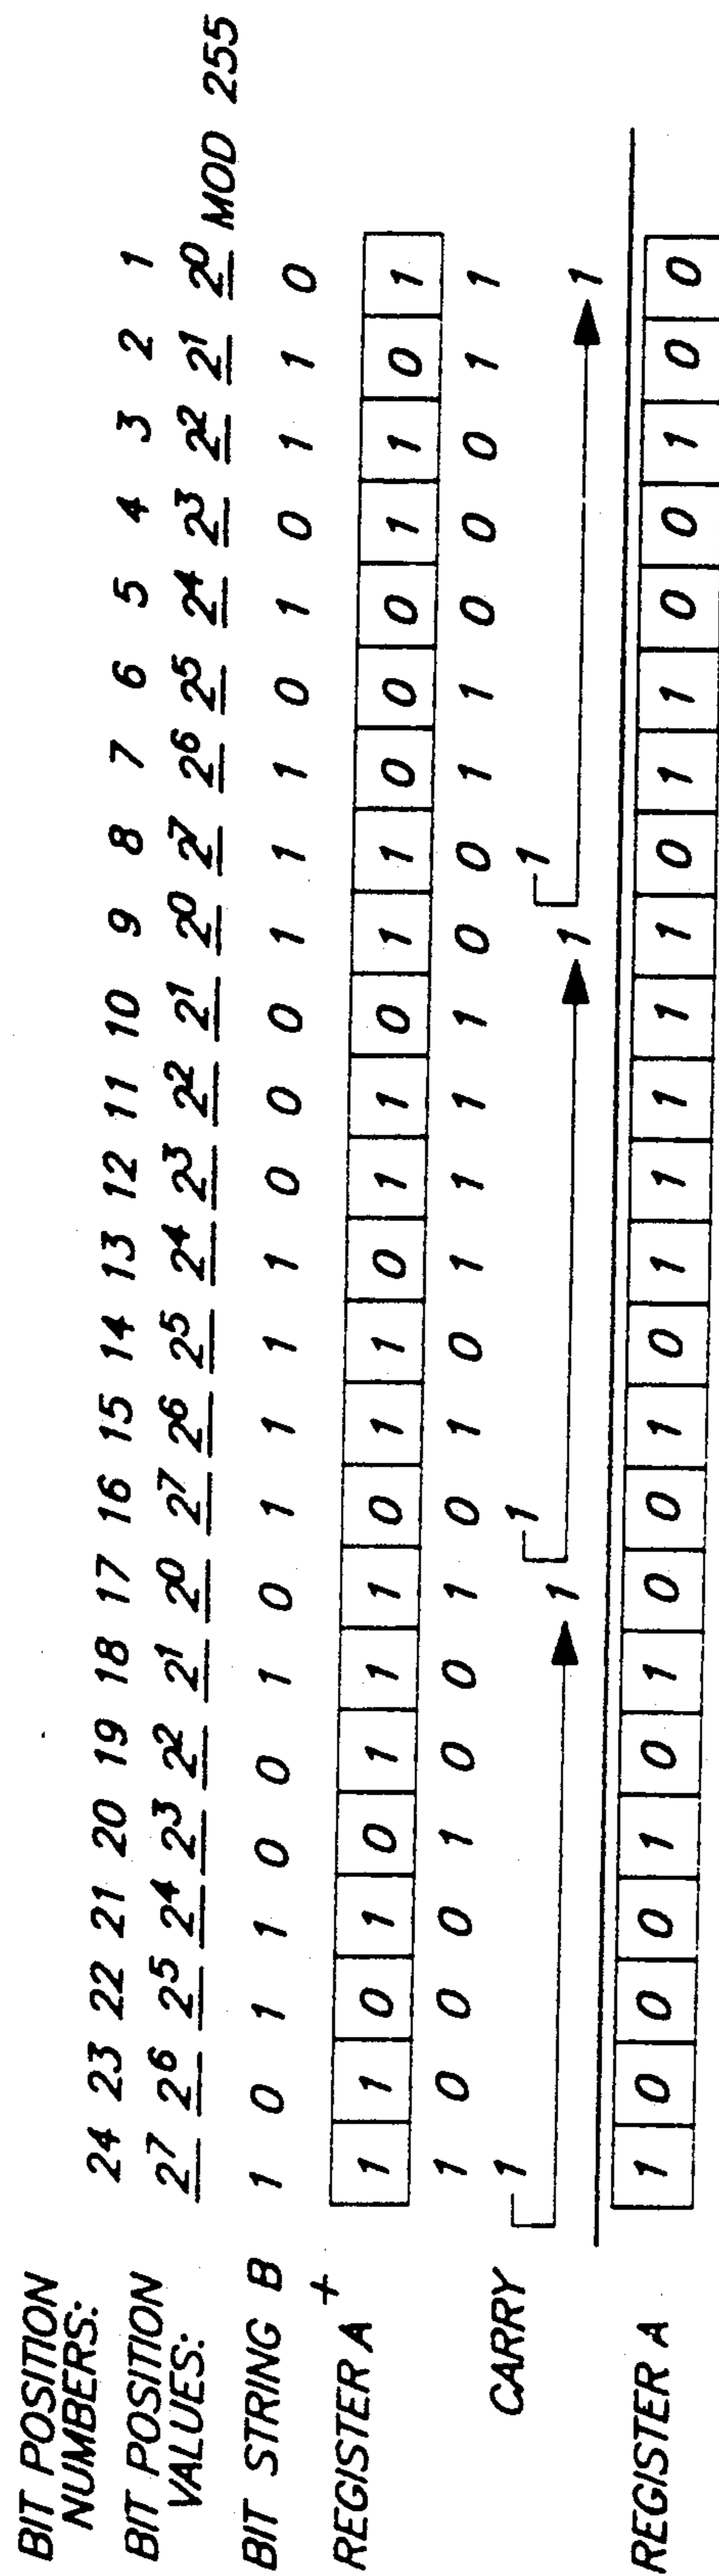 BIT POSITION
NUMBERS: 24 23 22 21 20 19 18 17 16 15 14 13 12 11 10 9 8 7 6 5 4 3 2 1
BIT POSITION
VALUES: 2⁷ 2⁶ 2⁵ 2⁴ 2³ 2² 2¹ 2⁰ 2⁷ 2⁶ 2⁵ 2⁴ 2³ 2² 2¹ 2⁰ 2⁷ 2⁶ 2⁵ 2⁴ 2³ 2² 2¹ 2⁰ MOD 255
BIT STRING B 1 0 1 1 0 0 1 0 1 1 1 1 0 0 0 1 1 1 0 1 0 1 1 0
+
REGISTER A 1 1 0 1 0 1 1 1 0 1 1 0 1 1 0 1 1 0 0 0 1 1 0 1
1 0 0 0 1 0 0 1 0 1 0 1 1 1 1 0 0 1 1 0 0 0 1 1
CARRY 1 1 1
1 1 1
REGISTER A 1 0 0 0 1 0 1 0 0 1 0 1 1 1 1 1 0 1 1 0 0 1 0 0